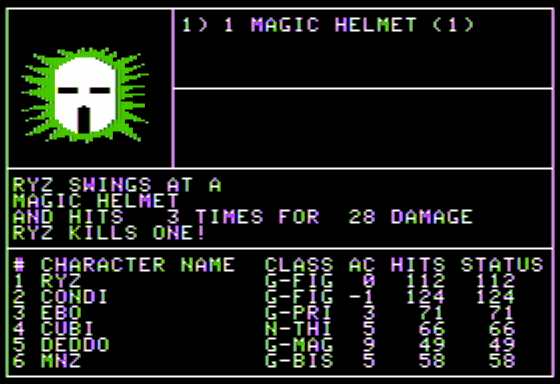 1) 1 MAGIC HELMET (1)
RYZ SWINGS AT A
MAGIC HELMET
AND HITS 3 TIMES FOR 28 DAMAGE
RYZ KILLS ONE!
# CHARACTER NAME CLASS AC HITS STATUS
1 RYZ G-FIG 0 112 112
2 CONDI G-FIG -1 124 124
3 EBO G-PRI 3 71 71
4 CUBI N-THI 5 66 66
5 DEDDO G-MAG 9 49 49
6 MNZ G-BIS 5 58 58